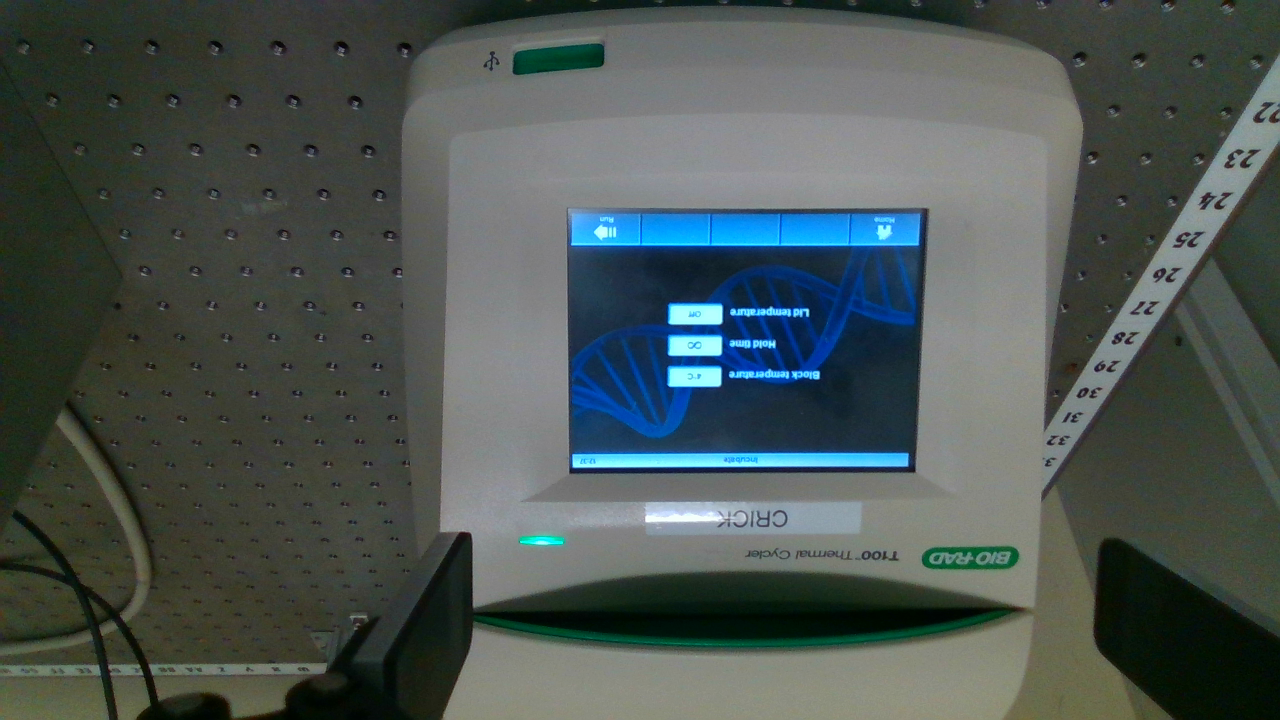 BIO-RAD
T100™ Thermal Cycler
CRICK
Incubate
12:37
Block temperature
4°C
Hold time
∞
Lid temperature
Off
Home
Run
22
23
24
25
26
27
28
29
30
31
32